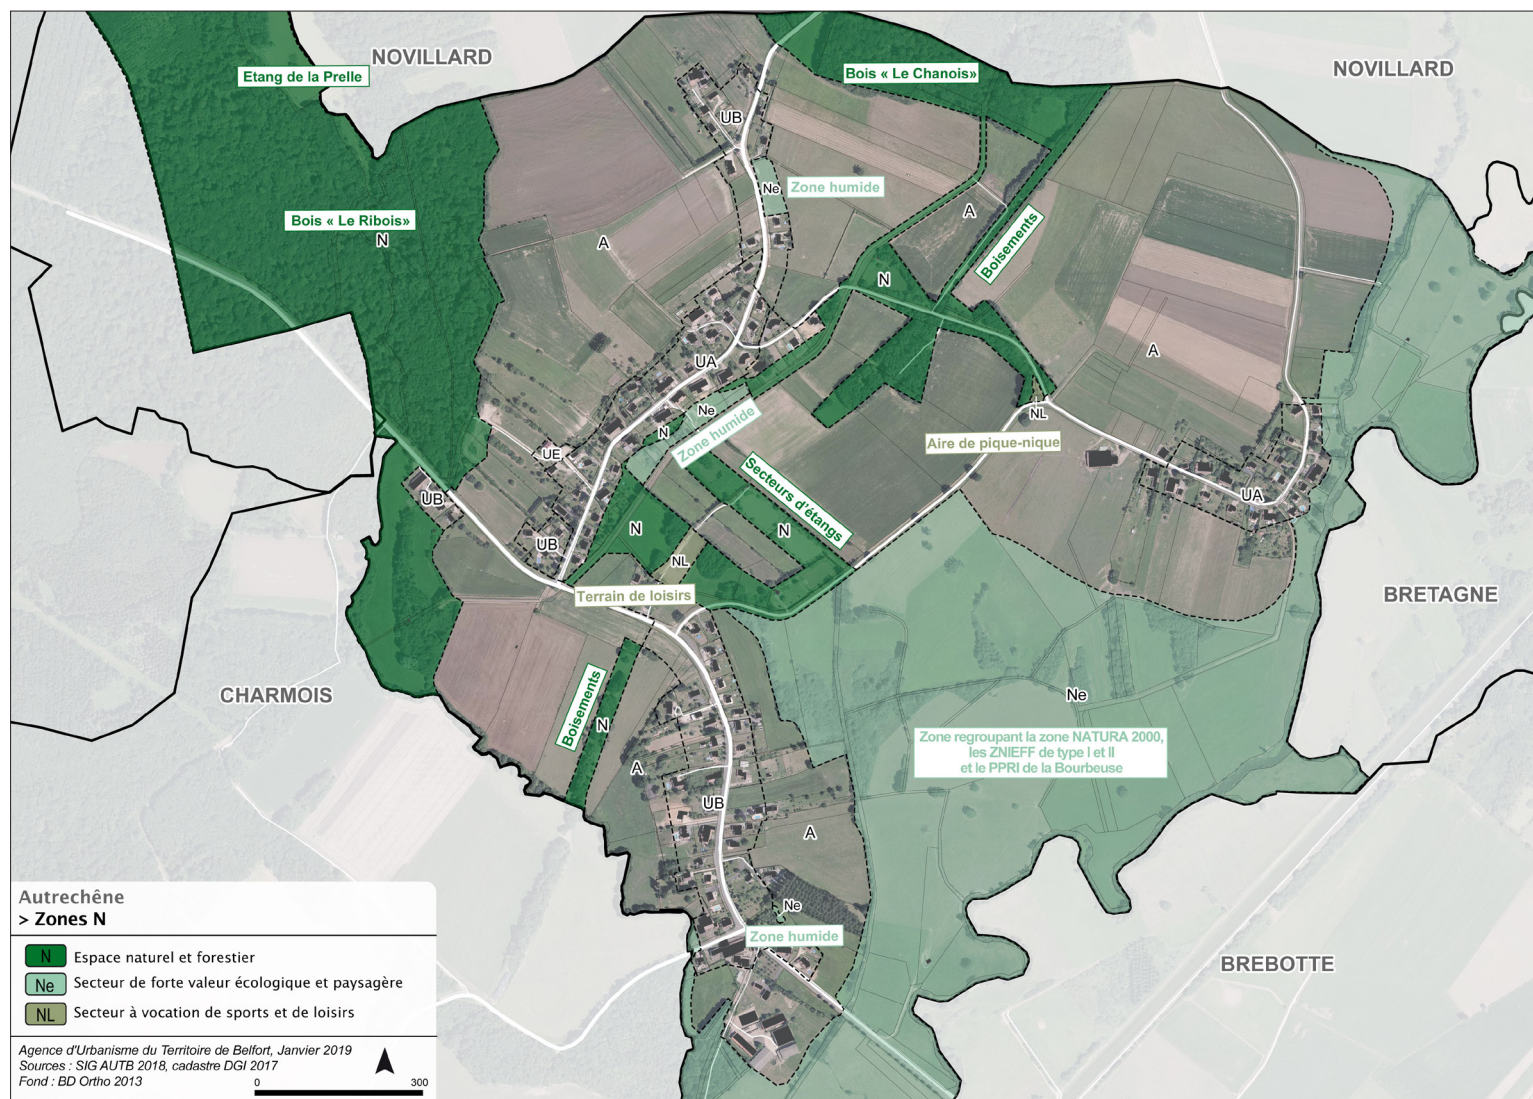 NOVILLARD
NOVILLARD
Etang de la Prelle
Bois « Le Chanois»
UB
Ne
Zone humide
Bois « Le Ribois»
N
A
A
Boisements
N
A
UA
Ne
Zone humide
N
NL
Aire de pique-nique
UE
Secteurs d'étangs
UB
UA
N
N
UB
NL
Terrain de loisirs
BRETAGNE
CHARMOIS
Boisements
N
Ne
Zone regroupant la zone NATURA 2000,
les ZNIEFF de type I et II
et le PPRI de la Bourbeuse
A
UB
A
Ne
Zone humide
BREBOTTE
Autrechêne
> Zones N
N Espace naturel et forestier
Ne Secteur de forte valeur écologique et paysagère
NL Secteur à vocation de sports et de loisirs
Agence d'Urbanisme du Territoire de Belfort, Janvier 2019
Sources : SIG AUTB 2018, cadastre DGI 2017
Fond : BD Ortho 2013
0 300